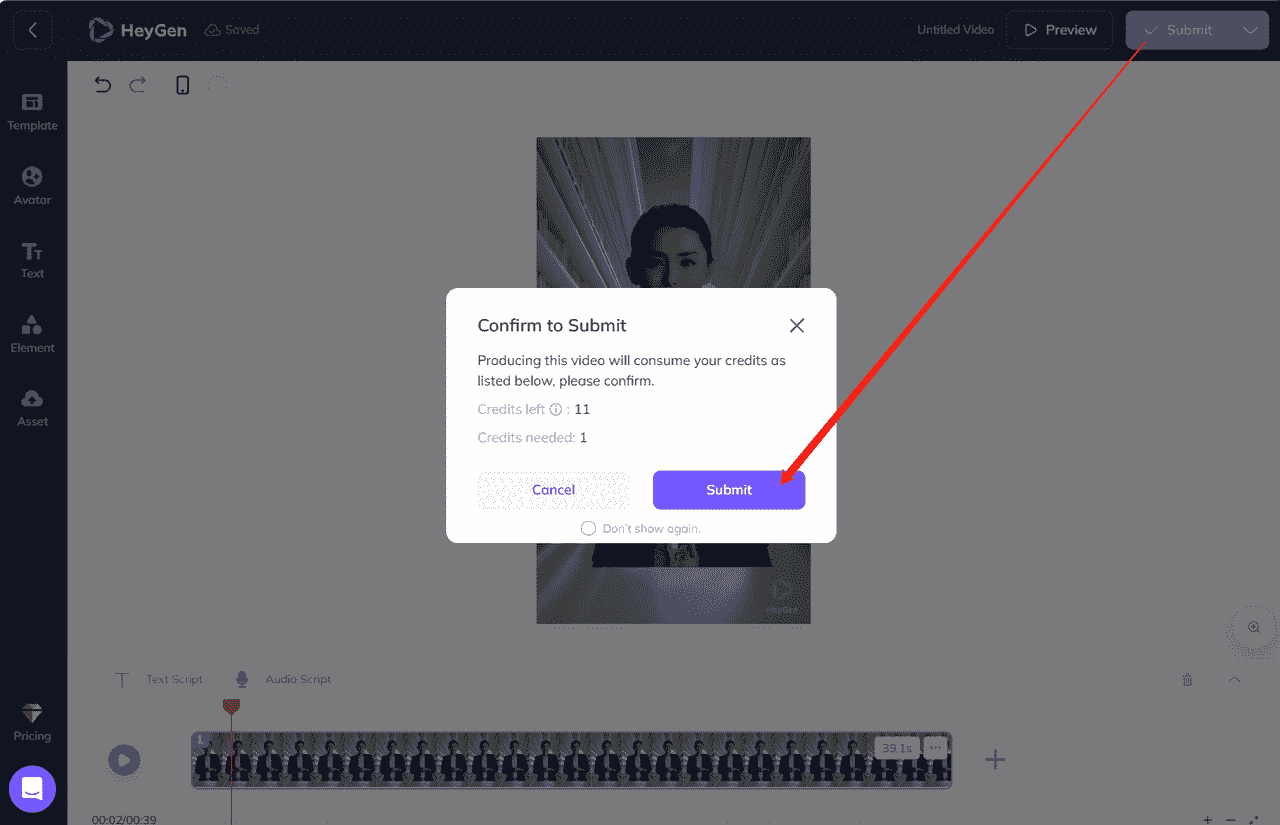 HeyGen
Saved
Untitled Video
Preview
Submit
Template
Avatar
Text
Element
Asset
Pricing
Confirm to Submit
Producing this video will consume your credits as
listed below, please confirm.
Credits left : 11
Credits needed: 1
Cancel
Submit
Don't show again.
HeyGen
Text Script
Audio Script
1
39.1s
00:02/00:39